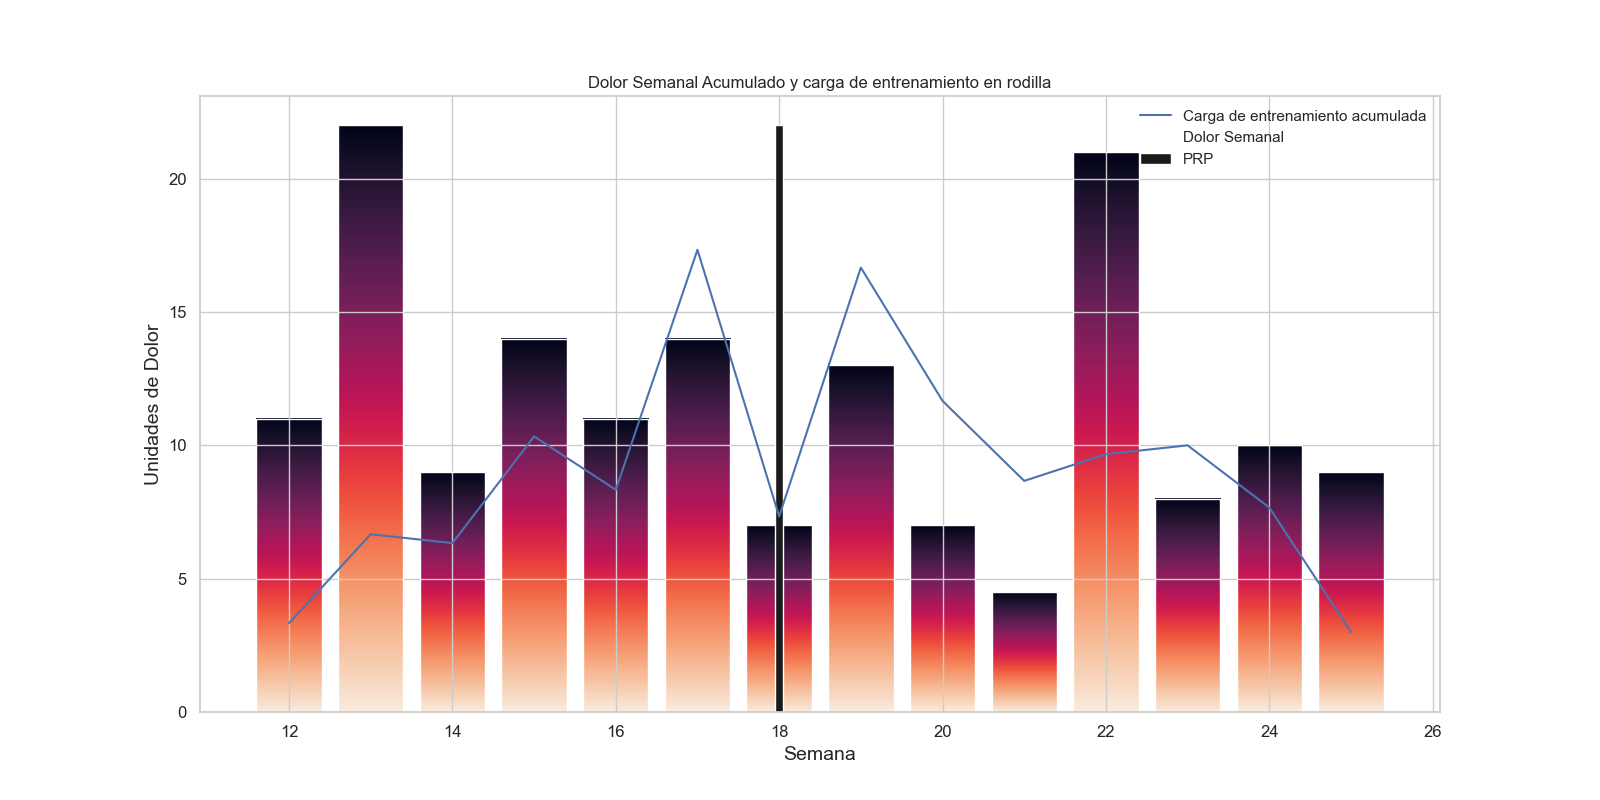 Dolor Semanal Acumulado y carga de entrenamiento en rodilla
Carga de entrenamiento acumulada
Dolor Semanal
PRP
Unidades de Dolor
20
15
10
5
0
12 14 16 18 20 22 24 26
Semana